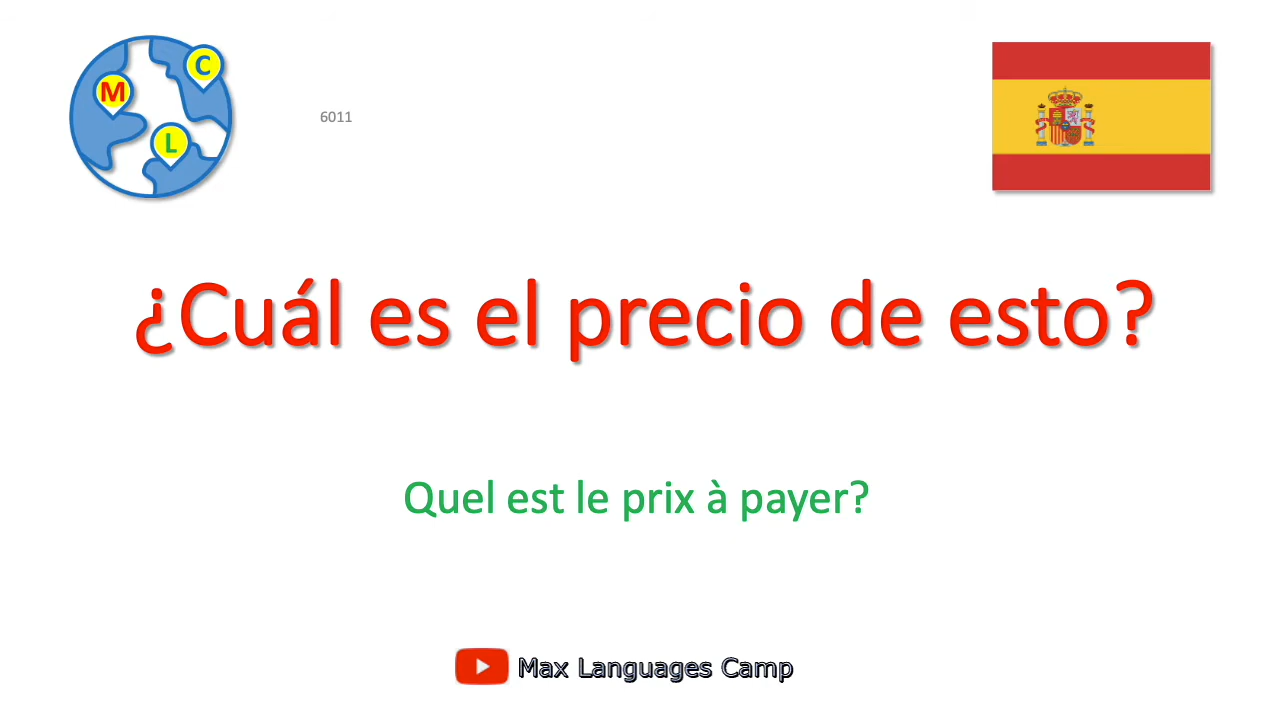 M
C
L
6011
¿Cuál es el precio de esto?
Quel est le prix à payer?
Max Languages Camp